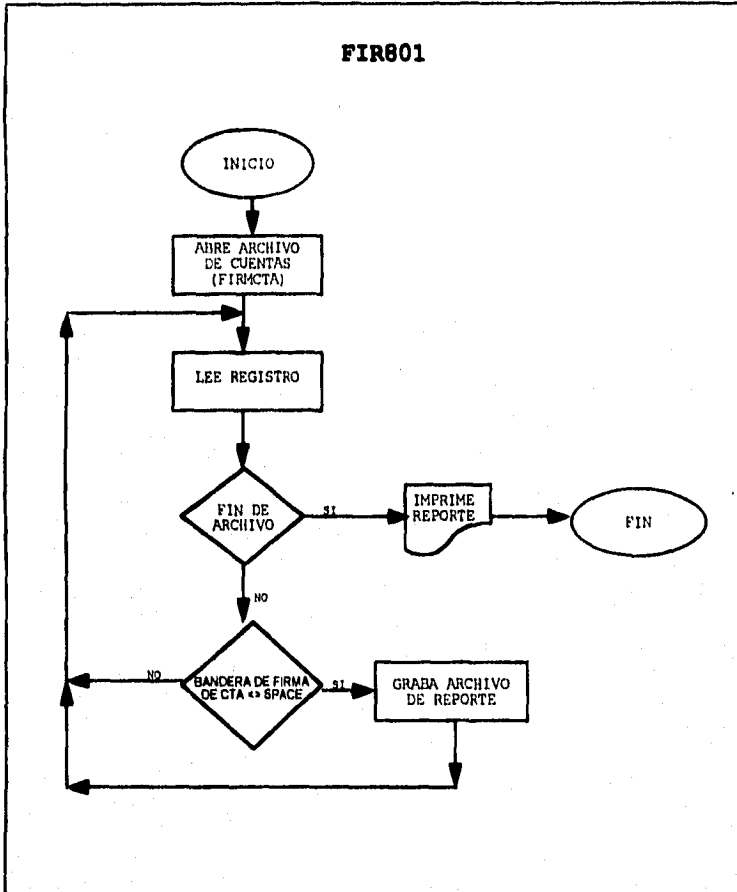 FIR801
INICIO
ABRE ARCHIVO
DE CUENTAS
(FIRMCTA)
LEE REGISTRO
FIN DE
ARCHIVO
SI
IMPRIME
REPORTE
FIN
NO
BANDERA DE FIRMA
DE CTA <> SPACE
NO
SI
GRABA ARCHIVO
DE REPORTE